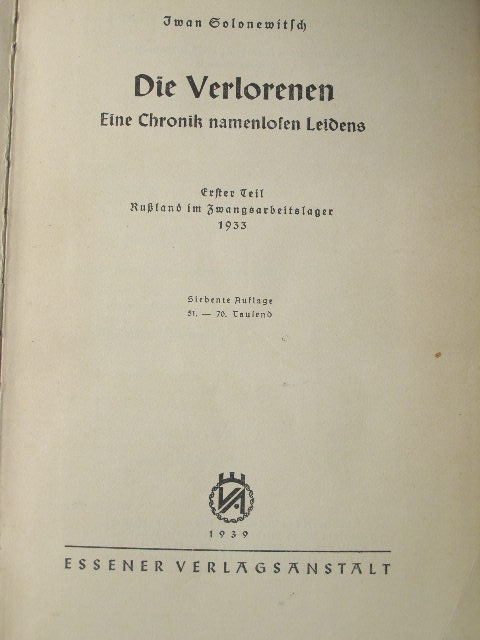 Iwan Solonewitsch
Die Verlorenen
Eine Chronik namenlosen Leidens
Erster Teil
Rußland im Zwangsarbeitslager
1933
Siebente Auflage
51. — 70. Tausend
VA
1939
ESSENER VERLAGSANSTALT